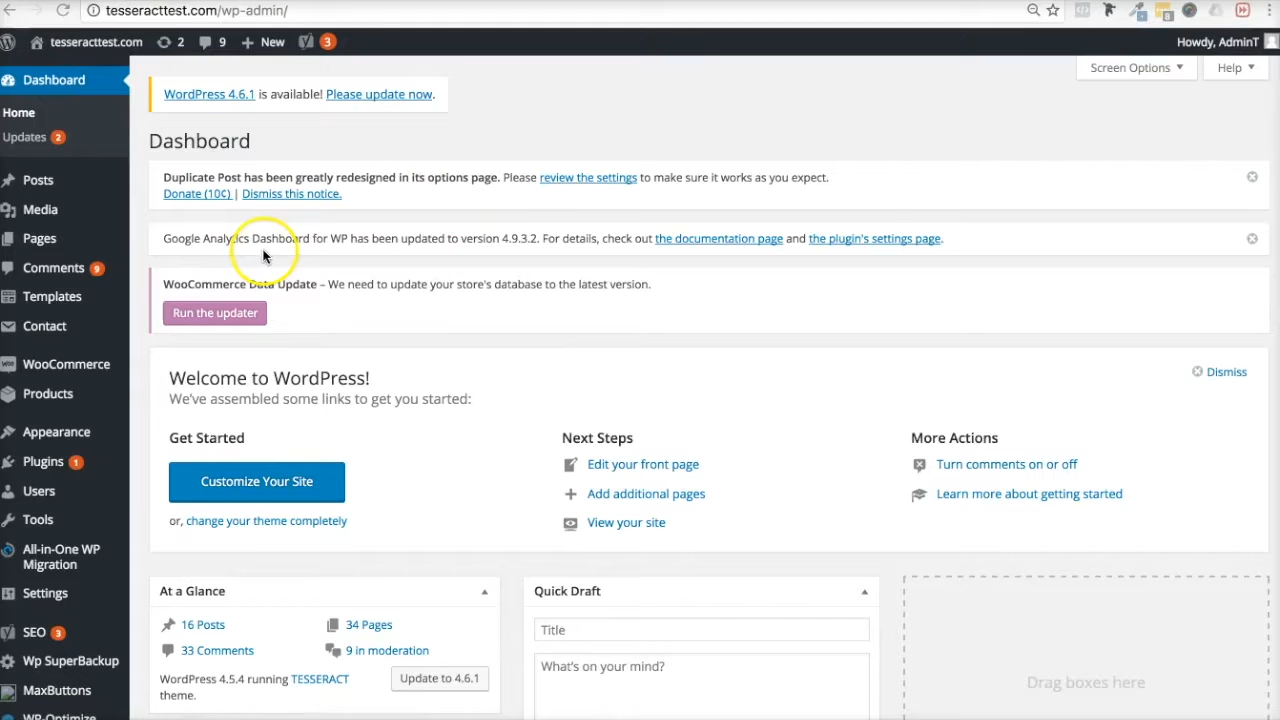 tesseracttest.com/wp-admin/
tesseracttest.com 2 9 New 3 Howdy, AdminT
Dashboard
Home
Updates 2
Posts
Media
Pages
Comments 9
Templates
Contact
WooCommerce
Products
Appearance
Plugins 1
Users
Tools
All-in-One WP
Migration
Settings
SEO 3
Wp SuperBackup
MaxButtons
WP-Optimize
Screen Options Help
WordPress 4.6.1 is available! Please update now.
Dashboard
Duplicate Post has been greatly redesigned in its options page. Please review the settings to make sure it works as you expect.
Donate (10¢) | Dismiss this notice.
Google Analytics Dashboard for WP has been updated to version 4.9.3.2. For details, check out the documentation page and the plugin's settings page.
WooCommerce Data Update – We need to update your store's database to the latest version.
Run the updater
Welcome to WordPress!
Dismiss
We've assembled some links to get you started:
Get Started
Customize Your Site
or, change your theme completely
Next Steps
Edit your front page
Add additional pages
View your site
More Actions
Turn comments on or off
Learn more about getting started
At a Glance
16 Posts 34 Pages
33 Comments 9 in moderation
WordPress 4.5.4 running TESSERACT
theme.
Update to 4.6.1
Quick Draft
Title
What's on your mind?
Drag boxes here